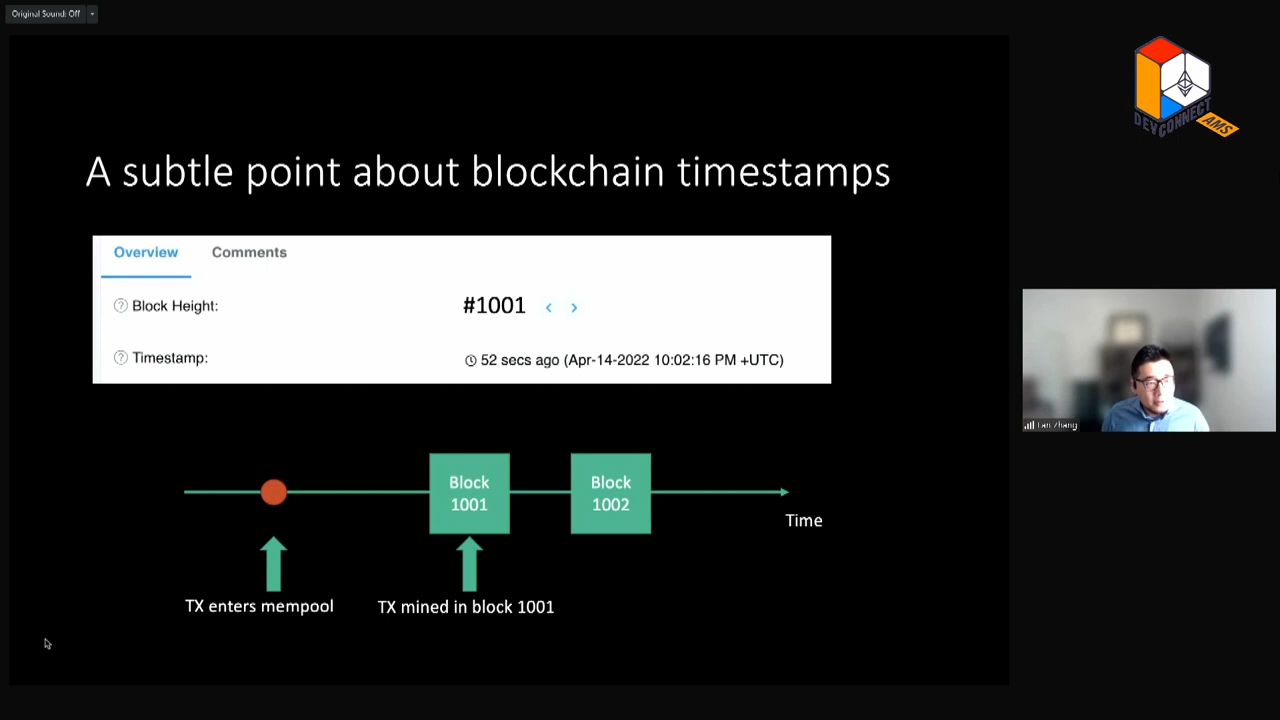 Original Sound: Off
DEVCONNECT
AMS
A subtle point about blockchain timestamps
Overview Comments
Block Height: #1001
Timestamp: 52 secs ago (Apr-14-2022 10:02:16 PM +UTC)
Block
1001
Block
1002
Time
TX enters mempool
TX mined in block 1001
Fan Zhang